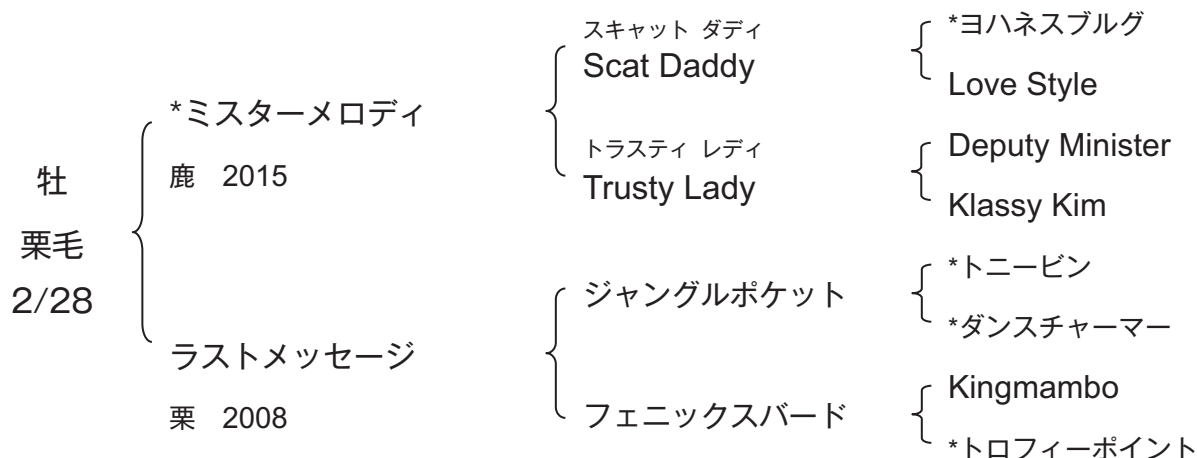 牡
栗毛
2/28
*ミスターメロディ
鹿 2015
ラストメッセージ
栗 2008
スキャット ダディ
Scat Daddy
トラスティ レディ
Trusty Lady
ジャングルポケット
フェニックスバード
*ヨハネスブルグ
Love Style
Deputy Minister
Klassy Kim
*トニービン
*ダンスチャーマー
Kingmambo
*トロフィーポイント